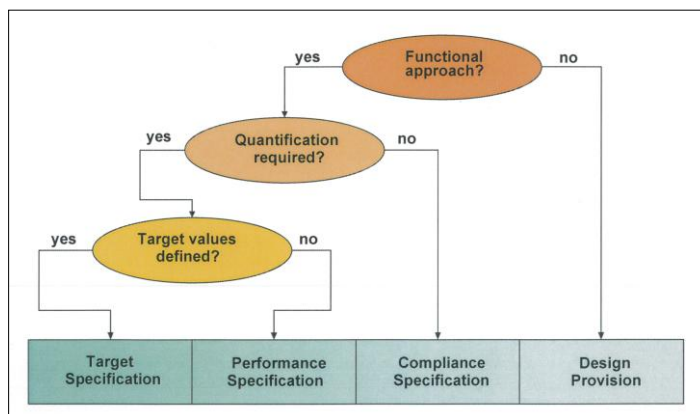 Functional
approach?
yes
no
Quantification
required?
yes
no
Target values
defined?
yes
no
Target
Specification
Performance
Specification
Compliance
Specification
Design
Provision